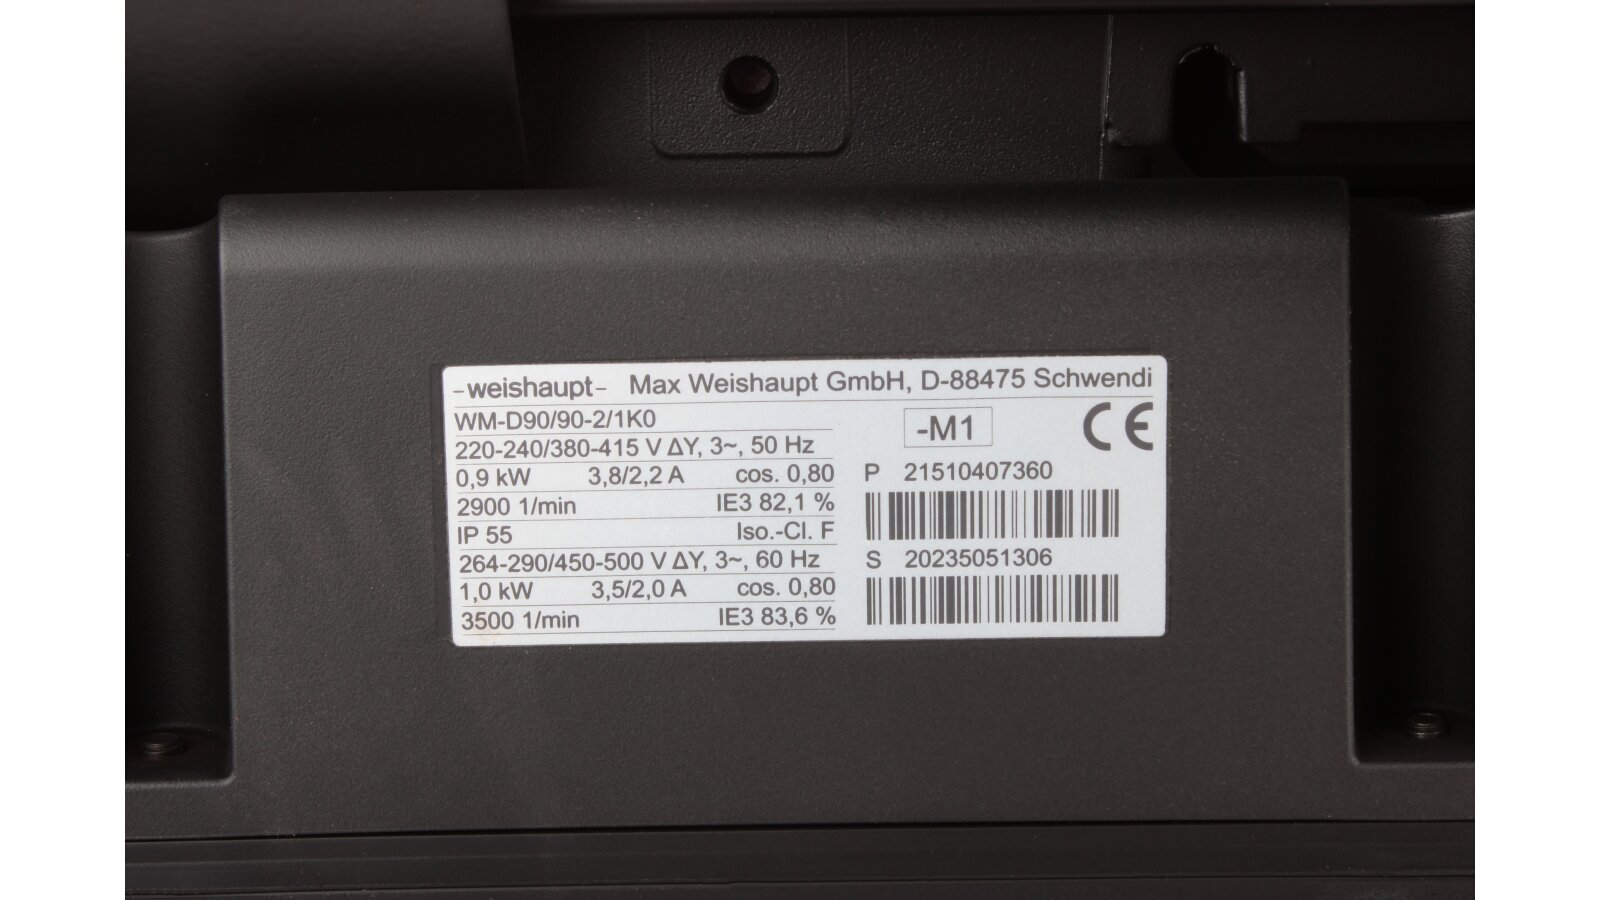 -weishaupt- Max Weishaupt GmbH, D-88475 Schwendi
WM-D90/90-2/1K0
220-240/380-415 V ΔY, 3~, 50 Hz
0,9 kW 3,8/2,2 A cos. 0,80
2900 1/min IE3 82,1 %
IP 55 Iso.-Cl. F
264-290/450-500 V ΔY, 3~, 60 Hz
1,0 kW 3,5/2,0 A cos. 0,80
3500 1/min IE3 83,6 %
-M1 CE
P 21510407360
S 20235051306